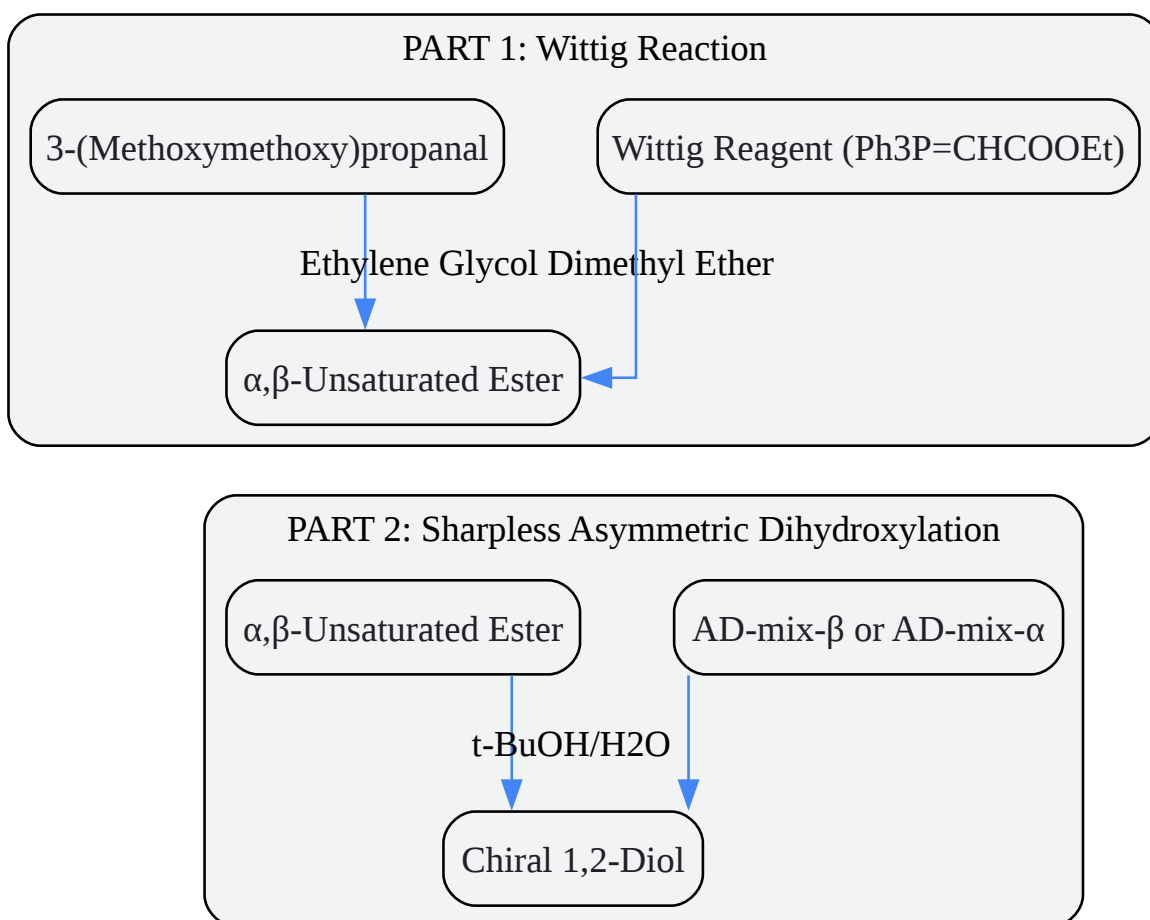 PART 1: Wittig Reaction
3-(Methoxymethoxy)propanal
Wittig Reagent (Ph3P=CHCOOEt)
Ethylene Glycol Dimethyl Ether
α,β-Unsaturated Ester
PART 2: Sharpless Asymmetric Dihydroxylation
α,β-Unsaturated Ester
AD-mix-β or AD-mix-α
t-BuOH/H2O
Chiral 1,2-Diol